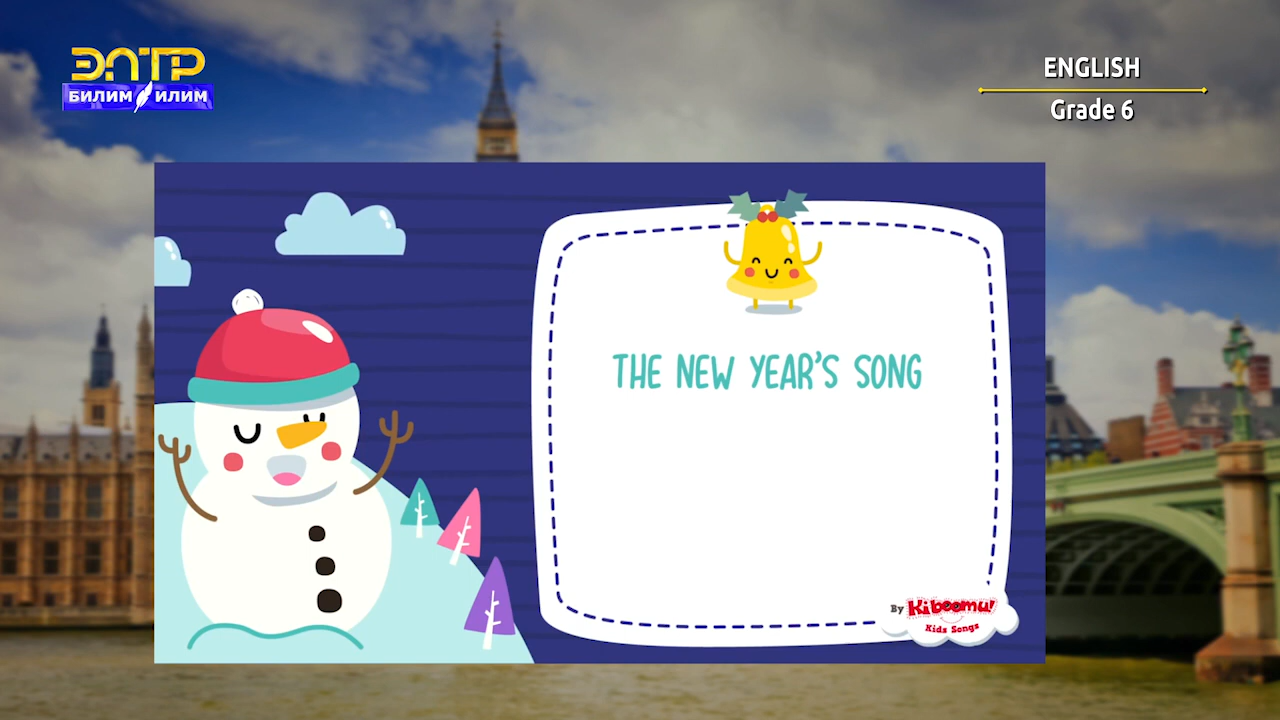 ЭЛТР
БИЛИМ ИЛИМ
ENGLISH
Grade 6
THE NEW YEAR'S SONG
By Kiboomu!
Kids Songs